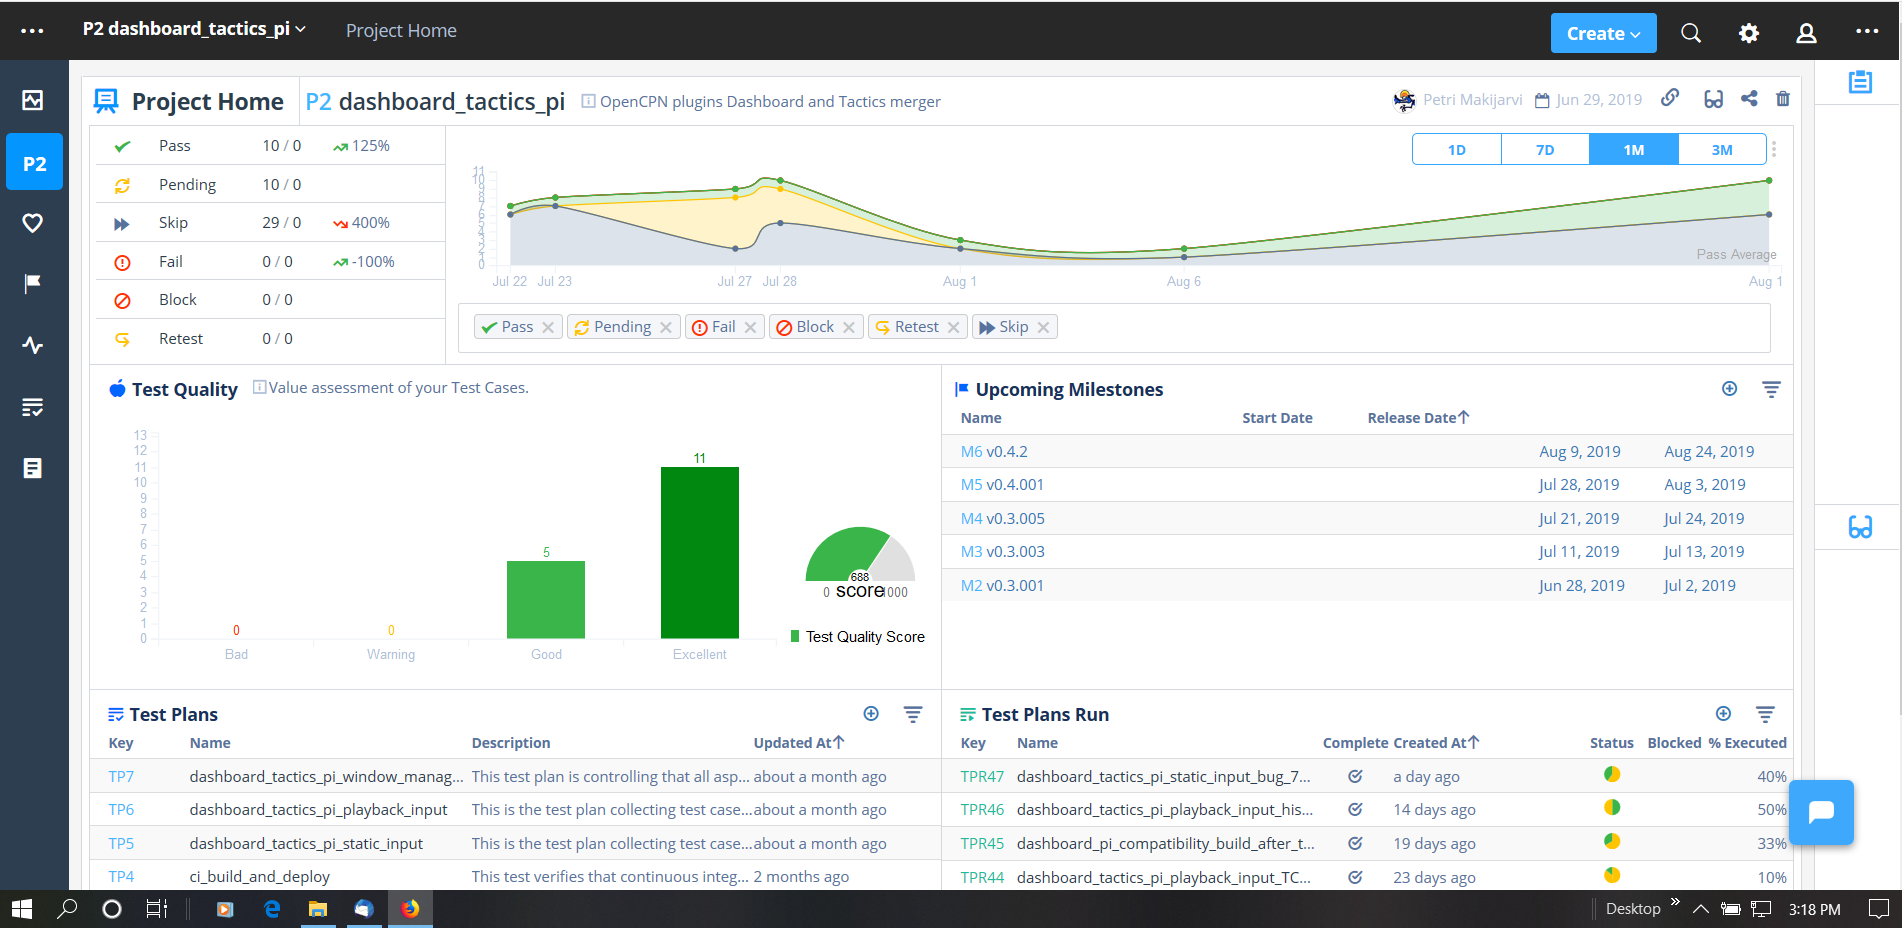 P2 dashboard_tactics_pi Project Home Create
Project Home P2 dashboard_tactics_pi OpenCPN plugins Dashboard and Tactics merger Petri Makijarvi Jun 29, 2019
P2
Pass 10 / 0 125%
Pending 10 / 0
Skip 29 / 0 400%
Fail 0 / 0 -100%
Block 0 / 0
Retest 0 / 0
1D 7D 1M 3M
11
10
9
8
7
6
5
4
3
2
1
0
Pass Average
Jul 22 Jul 23 Jul 27 Jul 28 Aug 1 Aug 6 Aug 1
Pass Pending Fail Block Retest Skip
Test Quality Value assessment of your Test Cases.
13
12
11
10
9
8
7
6
5
4
3
2
1
0
0 0 5 11
Bad Warning Good Excellent
688
0 score 1000
Test Quality Score
Upcoming Milestones
Name Start Date Release Date
M6 v0.4.2 Aug 9, 2019 Aug 24, 2019
M5 v0.4.001 Jul 28, 2019 Aug 3, 2019
M4 v0.3.005 Jul 21, 2019 Jul 24, 2019
M3 v0.3.003 Jul 11, 2019 Jul 13, 2019
M2 v0.3.001 Jun 28, 2019 Jul 2, 2019
Test Plans
Key Name Description Updated At
TP7 dashboard_tactics_pi_window_manag... This test plan is controlling that all asp... about a month ago
TP6 dashboard_tactics_pi_playback_input This is the test plan collecting test case... about a month ago
TP5 dashboard_tactics_pi_static_input The test plan collecting test case... about a month ago
TP4 ci_build_and_deploy This test verifies that continuous integ... 2 months ago
Test Plans Run
Key Name Complete Created At Status Blocked % Executed
TPR47 dashboard_tactics_pi_static_input_bug_7... a day ago 40%
TPR46 dashboard_tactics_pi_playback_input_his... 14 days ago 50%
TPR45 dashboard_pi_compatibility_build_after_t... 19 days ago 33%
TPR44 dashboard_tactics_pi_playback_input_TC... 23 days ago 10%
Desktop 3:18 PM